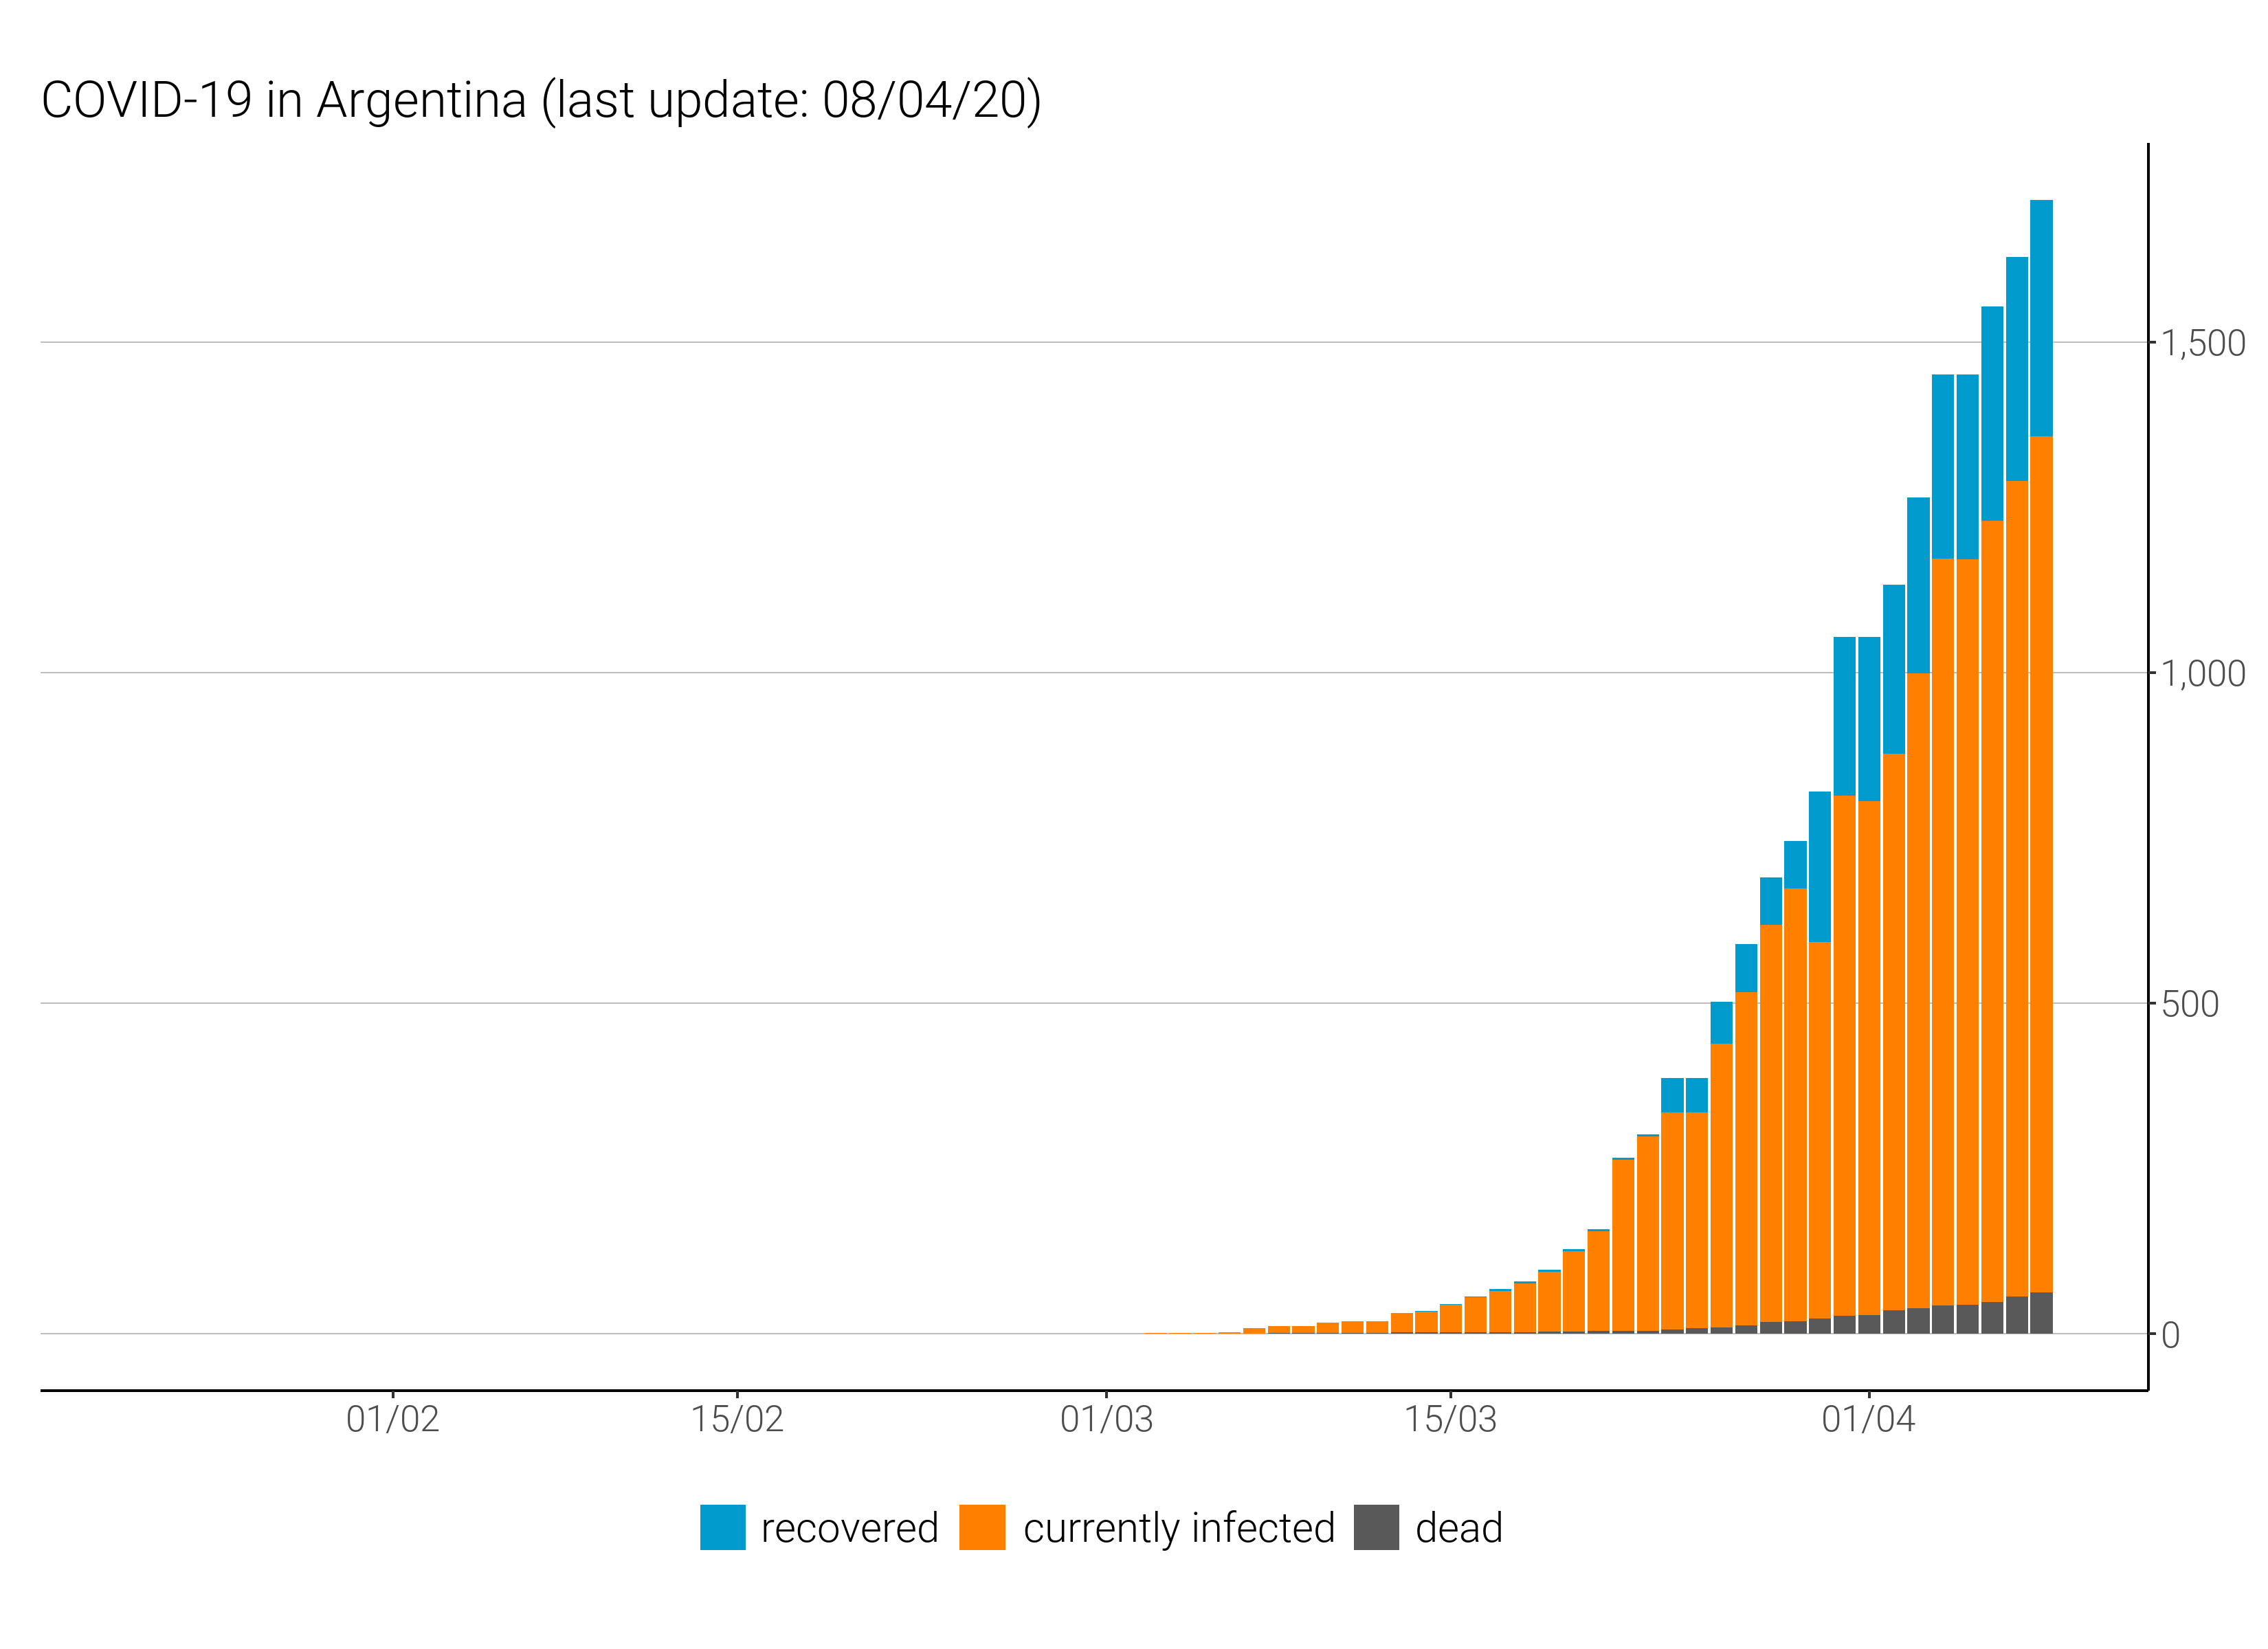 COVID-19 in Argentina (last update: 08/04/20)
1,500
1,000
500
0
01/02 15/02 01/03 15/03 01/04
recovered currently infected dead